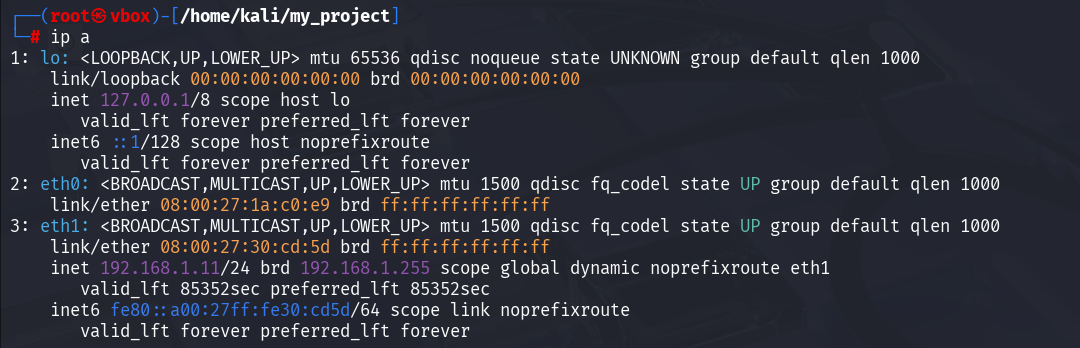 ┌──(root㉿vbox)-[/home/kali/my_project]
└─# ip a
1: lo: <LOOPBACK,UP,LOWER_UP> mtu 65536 qdisc noqueue state UNKNOWN group default qlen 1000
    link/loopback 00:00:00:00:00:00 brd 00:00:00:00:00:00
    inet 127.0.0.1/8 scope host lo
       valid_lft forever preferred_lft forever
    inet6 ::1/128 scope host noprefixroute
       valid_lft forever preferred_lft forever
2: eth0: <BROADCAST,MULTICAST,UP,LOWER_UP> mtu 1500 qdisc fq_codel state UP group default qlen 1000
    link/ether 08:00:27:1a:c0:e9 brd ff:ff:ff:ff:ff:ff
3: eth1: <BROADCAST,MULTICAST,UP,LOWER_UP> mtu 1500 qdisc fq_codel state UP group default qlen 1000
    link/ether 08:00:27:30:cd:5d brd ff:ff:ff:ff:ff:ff
    inet 192.168.1.11/24 brd 192.168.1.255 scope global dynamic noprefixroute eth1
       valid_lft 85352sec preferred_lft 85352sec
    inet6 fe80::a00:27ff:fe30:cd5d/64 scope link noprefixroute
       valid_lft forever preferred_lft forever